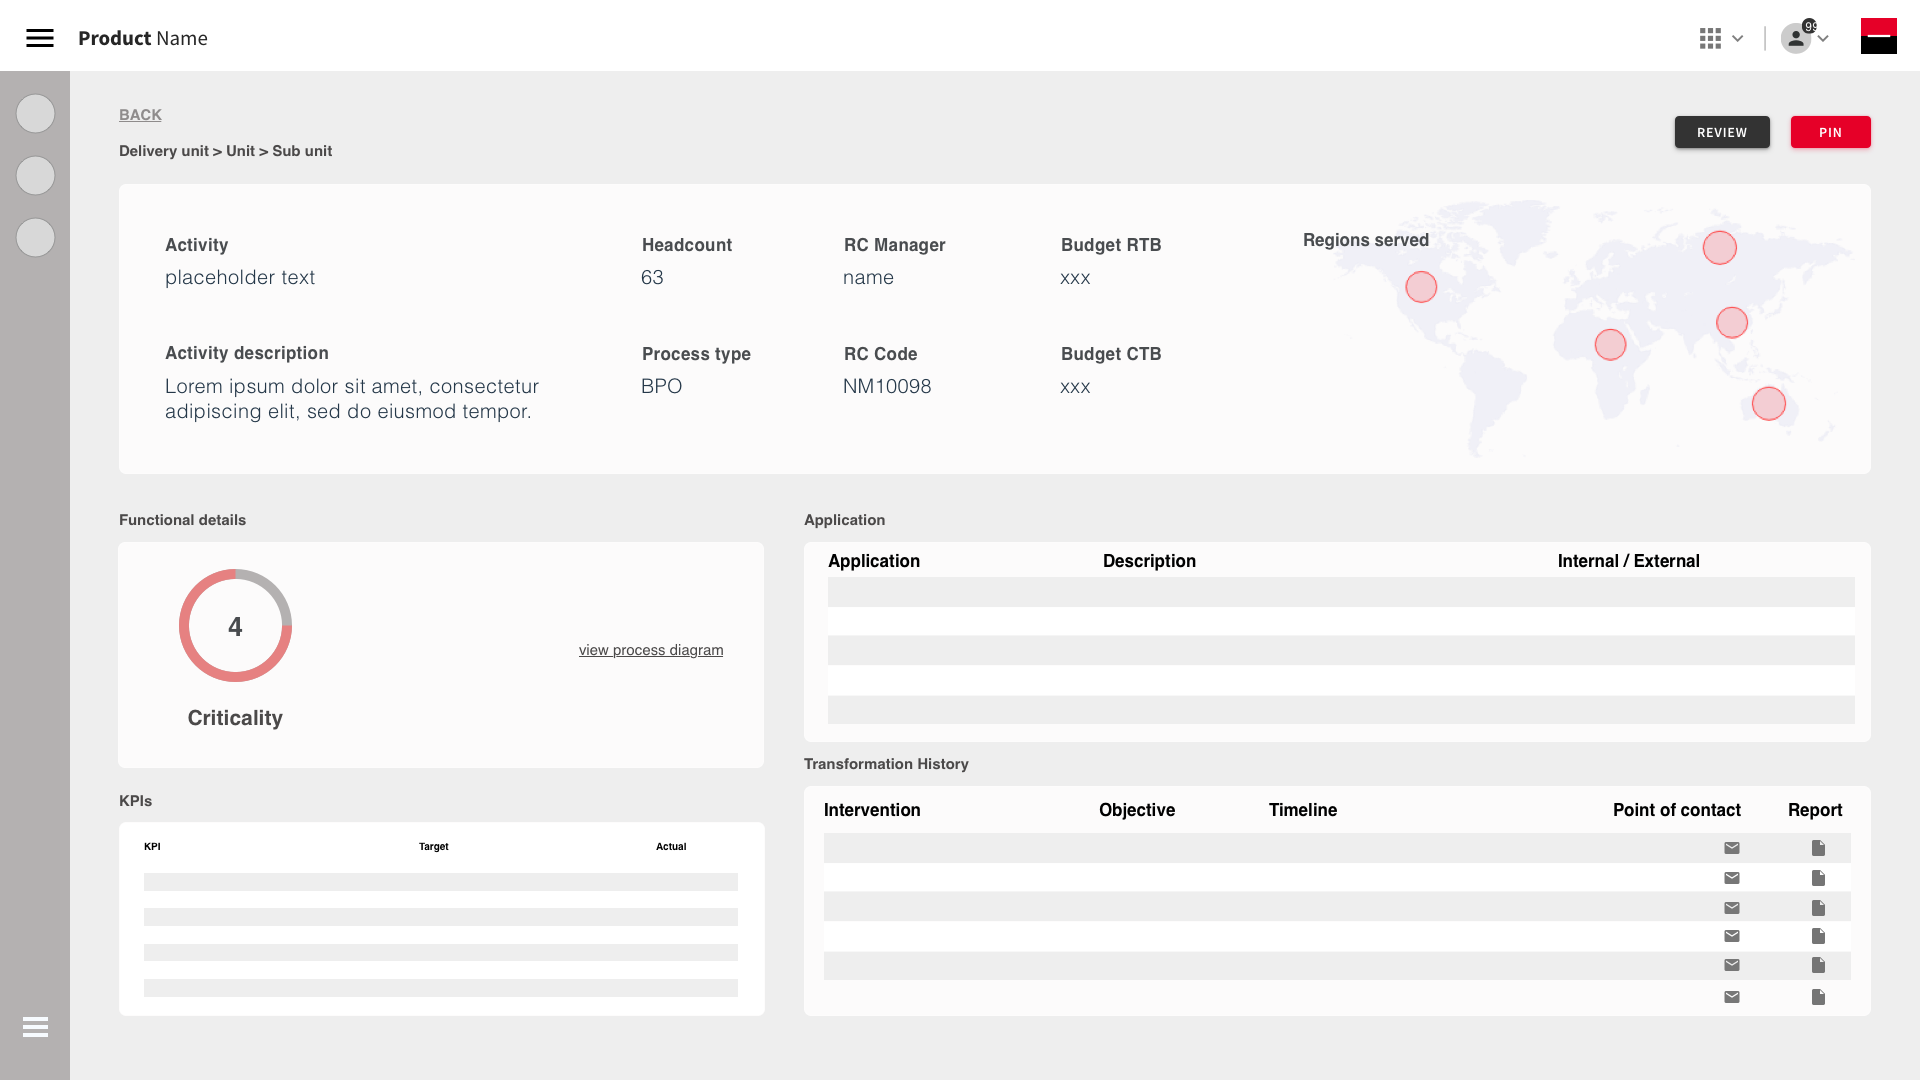 Product Name
99
BACK
Delivery unit > Unit > Sub unit
REVIEW
PIN
Activity
placeholder text
Headcount
63
RC Manager
name
Budget RTB
xxx
Regions served
Activity description
Lorem ipsum dolor sit amet, consectetur
adipiscing elit, sed do eiusmod tempor.
Process type
BPO
RC Code
NM10098
Budget CTB
xxx
Functional details
4
Criticality
view process diagram
Application
Application Description Internal / External
KPIs
KPI Target Actual
Transformation History
Intervention Objective Timeline Point of contact Report